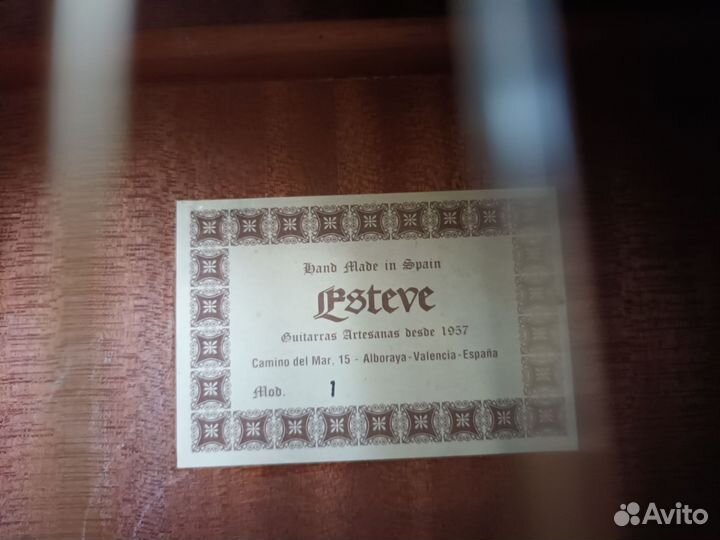 Hand Made in Spain
Esteve
Guitarras Artesanas desde 1957
Camino del Mar, 15 - Alboraya - Valencia - España
Mod. 1
Avito